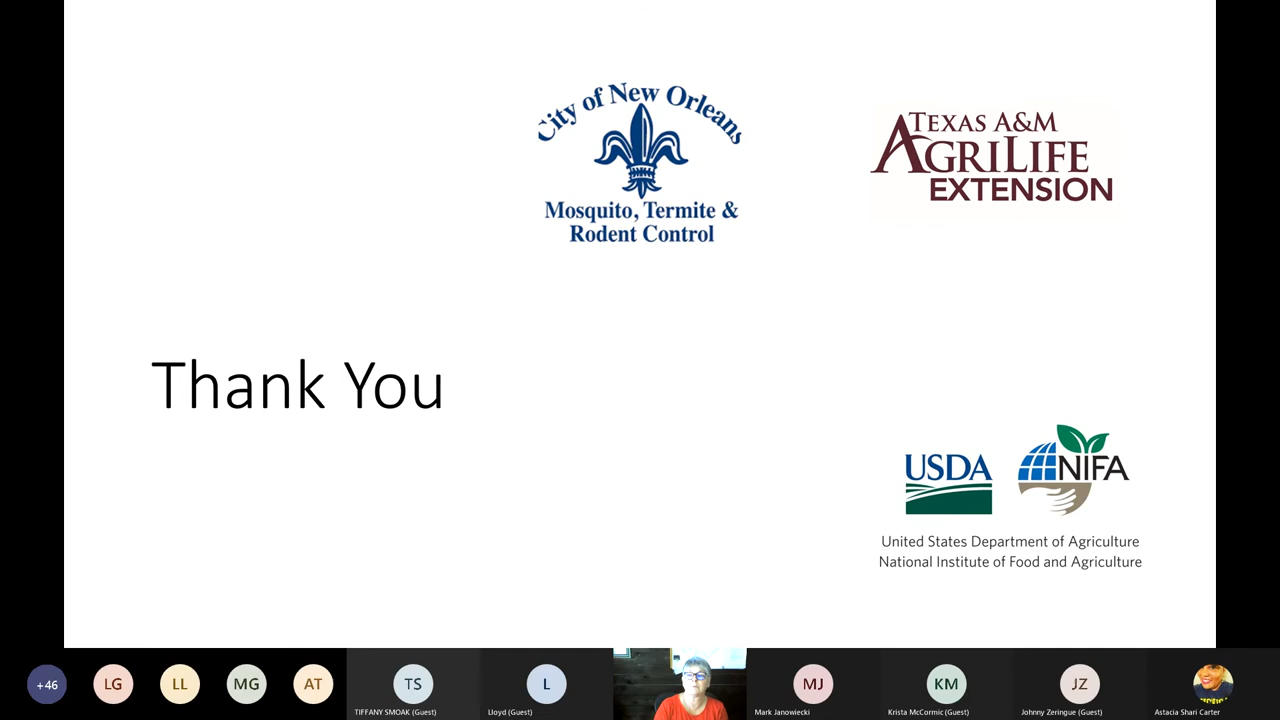 City of New Orleans
Mosquito, Termite &
Rodent Control
TEXAS A&M
AGRILIFE
EXTENSION
Thank You
USDA
NIFA
United States Department of Agriculture
National Institute of Food and Agriculture
+46
LG
LL
MG
AT
TS
TIFFANY SMOAK (Guest)
L
Lloyd (Guest)
MJ
Mark Janowiecki
KM
Krista McCormic (Guest)
JZ
Johnny Zeringue (Guest)
Astacia Shari Carter